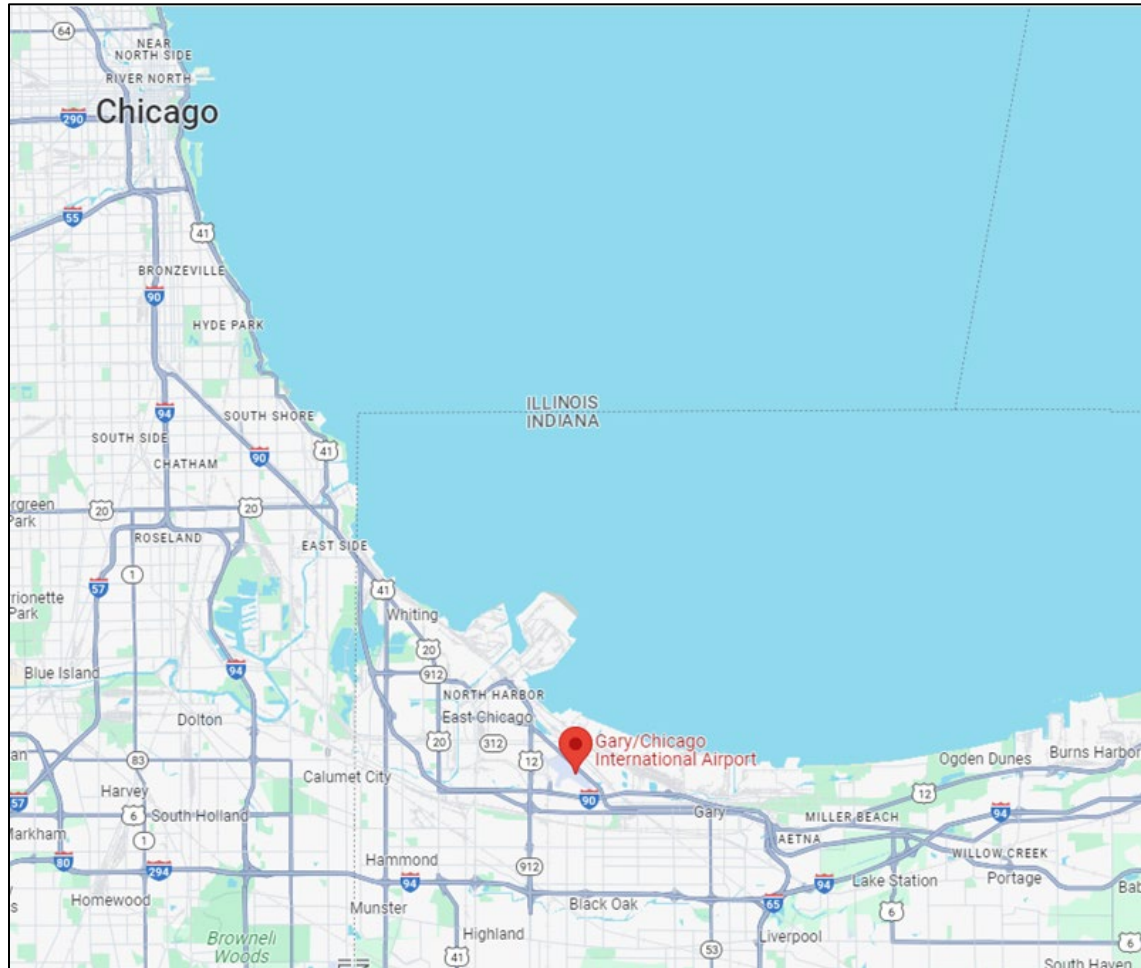 64
NEAR
NORTH SIDE
RIVER NORTH
Chicago
290
55
41
BRONZEVILLE
90
HYDE PARK
ILLINOIS
INDIANA
94
SOUTH SHORE
SOUTH SIDE
41
90
CHATHAM
rgreen
Park
20
20
ROSELAND
EAST SIDE
57
1
41
rionette
Park
Whiting
20
Blue Island
94
912
NORTH HARBOR
Dolton
East Chicago
20
312
Gary/Chicago
International Airport
12
83
Calumet City
Ogden Dunes
Burns Harbor
57
Harvey
90
12
6
South Holland
Gary
94
MILLER BEACH
Markham
1
AETNA
80
294
Hammond
912
WILLOW CREEK
94
94
Lake Station
Portage
Bab
Homewood
Munster
Black Oak
65
6
Brownell
Woods
Highland
Liverpool
41
53
6
South Haven